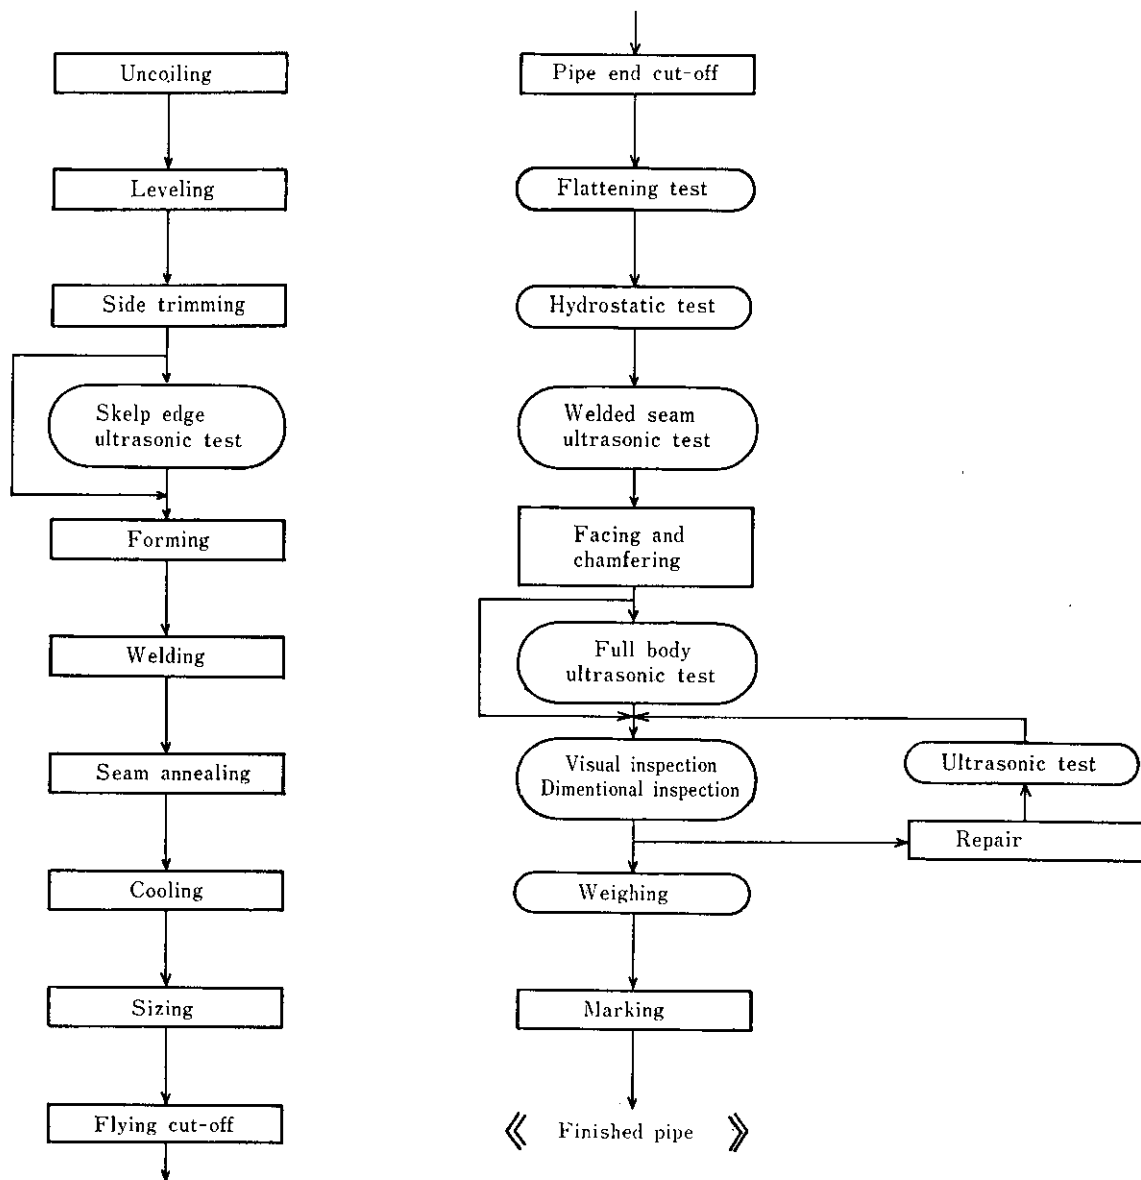 Uncoiling
Leveling
Side trimming
Skelp edge
ultrasonic test
Forming
Welding
Seam annealing
Cooling
Sizing
Flying cut-off
Pipe end cut-off
Flattening test
Hydrostatic test
Welded seam
ultrasonic test
Facing and
chamfering
Full body
ultrasonic test
Visual inspection
Dimentional inspection
Ultrasonic test
Repair
Weighing
Marking
《 Finished pipe 》